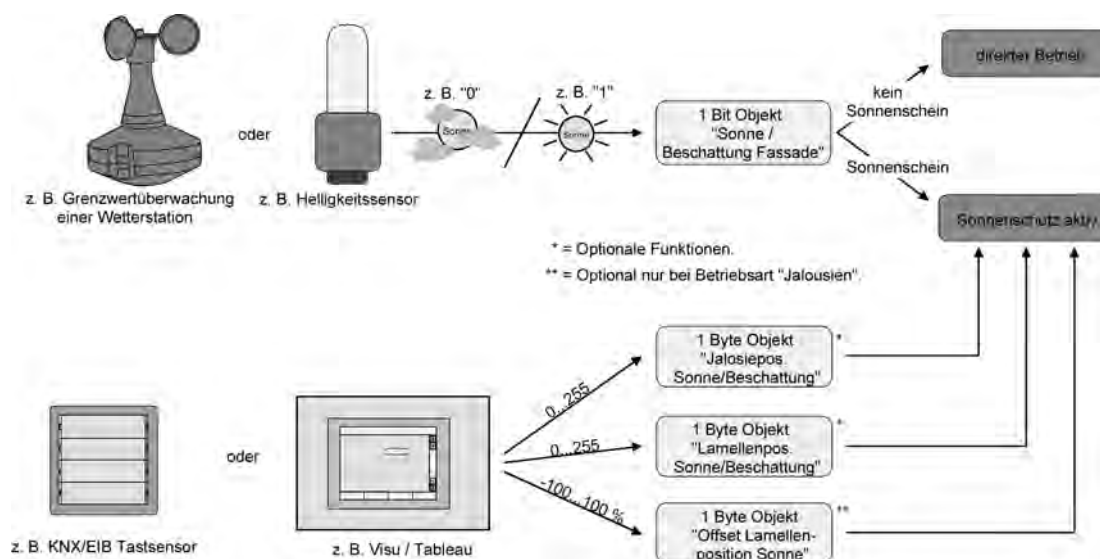 z. B. "0"
z. B. "1"
Sonne
Sonne
oder
z. B. Grenzwertüberwachung
einer Wetterstation
z. B. Helligkeitssensor
1 Bit Objekt
"Sonne /
Beschattung Fassade"
direkter Betrieb
kein
Sonnenschein
Sonnenschein
Sonnenschutz aktiv
* = Optionale Funktionen.
** = Optional nur bei Betriebsart "Jalousien".
oder
z. B. KNX/EIB Tastsensor
z. B. Visu / Tableau
0...255
0...255
-100...100 %
1 Byte Objekt
"Jalosiepos.
Sonne/Beschattung"
*
1 Byte Objekt
"Lamellenpos.
Sonne/Beschattung"
*
1 Byte Objekt
"Offset Lamellen-
position Sonne"
**